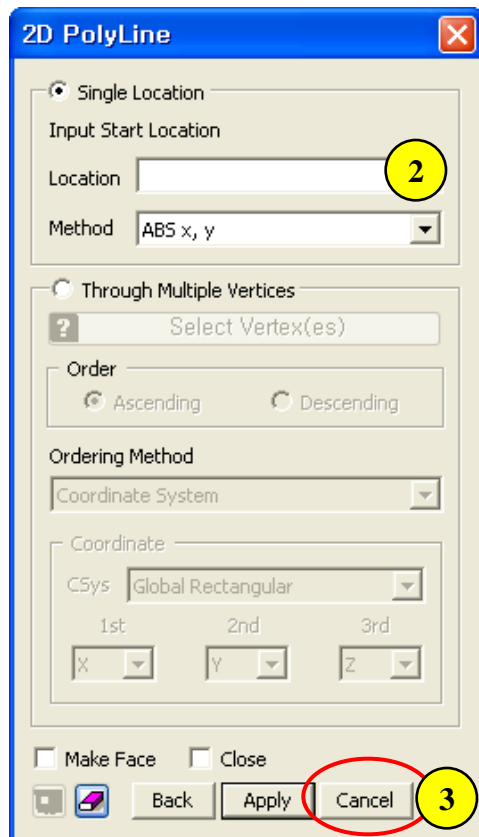 2D PolyLine
Single Location
Input Start Location
Location 2
Method ABS x, y
Through Multiple Vertices
? Select Vertex(es)
Order
Ascending Descending
Ordering Method
Coordinate System
Coordinate
CSys Global Rectangular
1st 2nd 3rd
X Y Z
Make Face Close
Back Apply Cancel 3